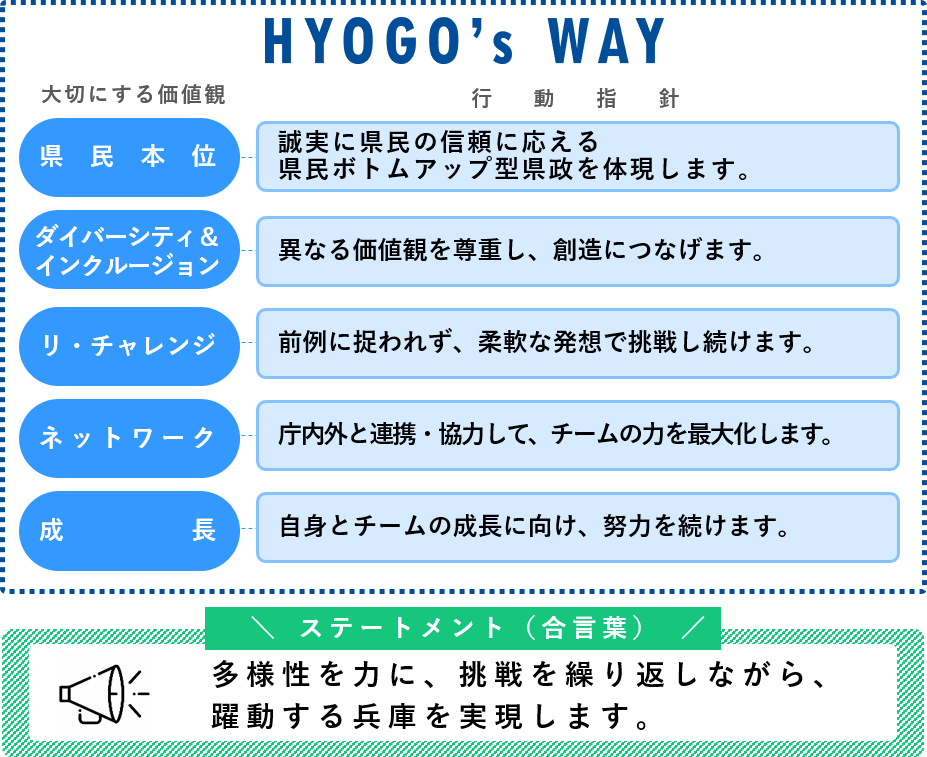 HYOGO's WAY
大切にする価値観
行動指針
県民本位
誠実に県民の信頼に応える
県民ボトムアップ型県政を体現します。
ダイバーシティ＆
インクルージョン
異なる価値観を尊重し、創造につなげます。
リ・チャレンジ
前例に捉われず、柔軟な発想で挑戦し続けます。
ネットワーク
庁内外と連携・協力して、チームの力を最大化します。
成長
自身とチームの成長に向け、努力を続けます。
＼ ステートメント（合言葉） ／
多様性を力に、挑戦を繰り返しながら、
躍動する兵庫を実現します。